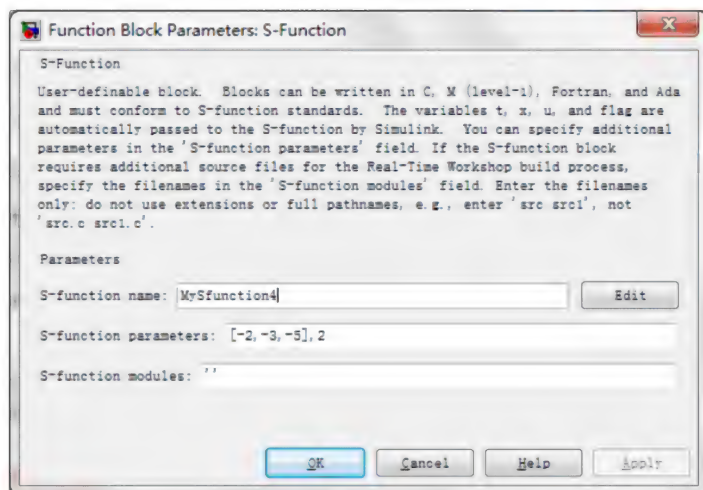 Function Block Parameters: S-Function
S-Function
User-definable block.  Blocks can be written in C, M (level-1), Fortran, and Ada
and must conform to S-function standards.  The variables t, x, u, and flag are
automatically passed to the S-function by Simulink.  You can specify additional
parameters in the 'S-function parameters' field. If the S-function block
requires additional source files for the Real-Time Workshop build process,
specify the filenames in the 'S-function modules' field. Enter the filenames
only; do not use extensions or full pathnames, e.g., enter 'src src1', not
'src.c src1.c'.
Parameters
S-function name: MySfunction4 Edit
S-function parameters: [-2,-3,-5],2
S-function modules: ''
OK Cancel Help Apply